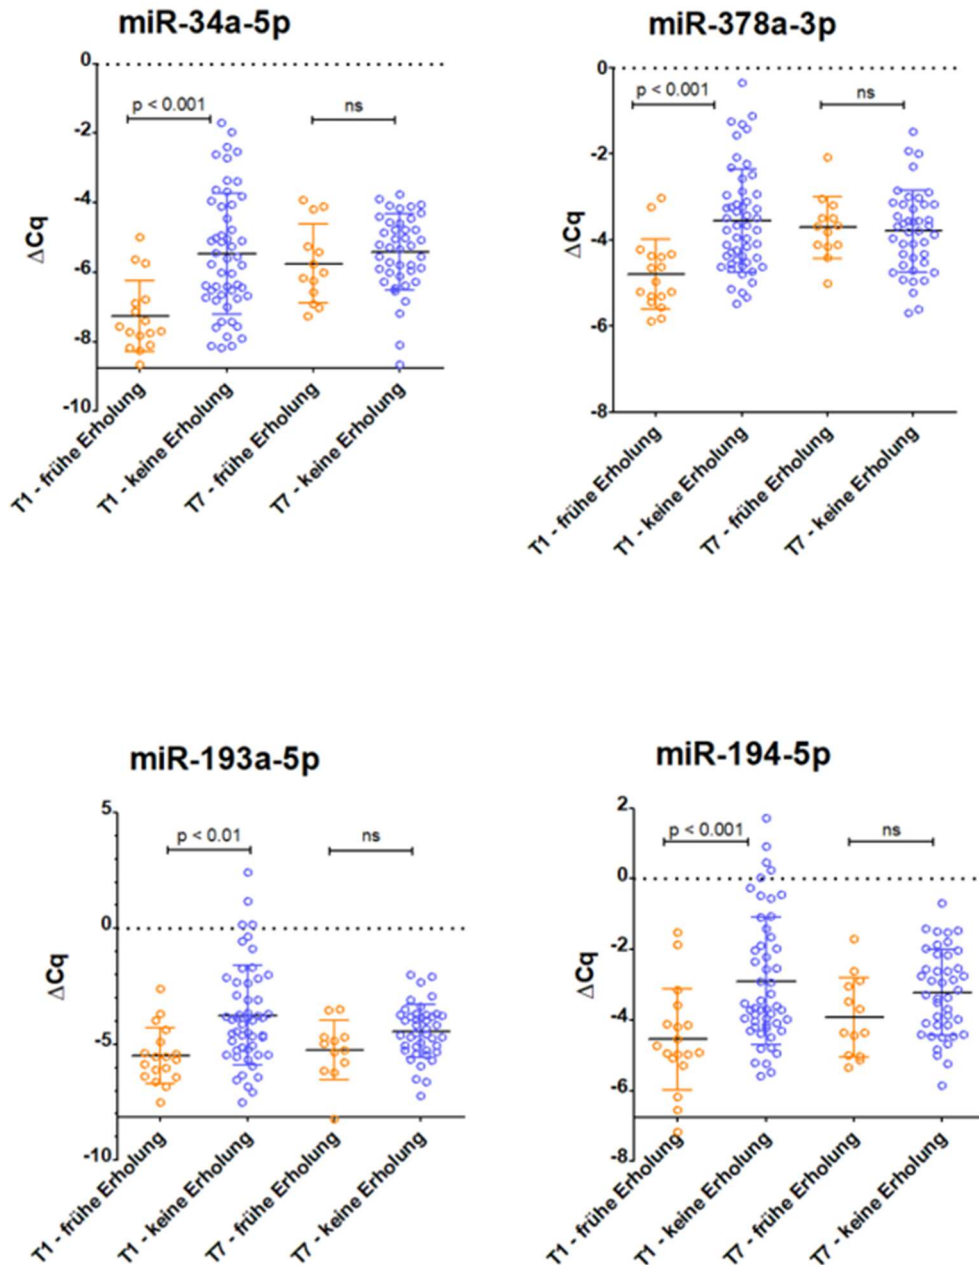 miR-34a-5p
0
-2
-4
-6
-8
-10
ΔCq
p < 0.001
ns
T1 - frühe Erholung
T1 - keine Erholung
T7 - frühe Erholung
T7 - keine Erholung
miR-378a-3p
0
-2
-4
-6
-8
ΔCq
p < 0.001
ns
T1 - frühe Erholung
T1 - keine Erholung
T7 - frühe Erholung
T7 - keine Erholung
miR-193a-5p
5
0
-5
-10
ΔCq
p < 0.01
ns
T1 - frühe Erholung
T1 - keine Erholung
T7 - frühe Erholung
T7 - keine Erholung
miR-194-5p
2
0
-2
-4
-6
-8
ΔCq
p < 0.001
ns
T1 - frühe Erholung
T1 - keine Erholung
T7 - frühe Erholung
T7 - keine Erholung